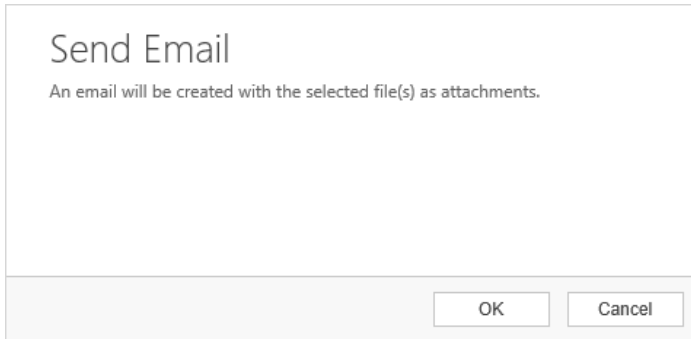 Send Email
An email will be created with the selected file(s) as attachments.
OK
Cancel